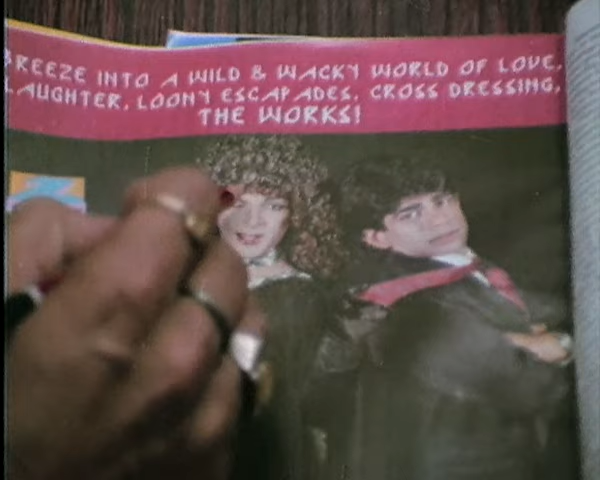 BREEZE INTO A WILD & WACKY WORLD OF LOVE,
LAUGHTER, LOONY ESCAPADES, CROSS DRESSING,
THE WORKS!